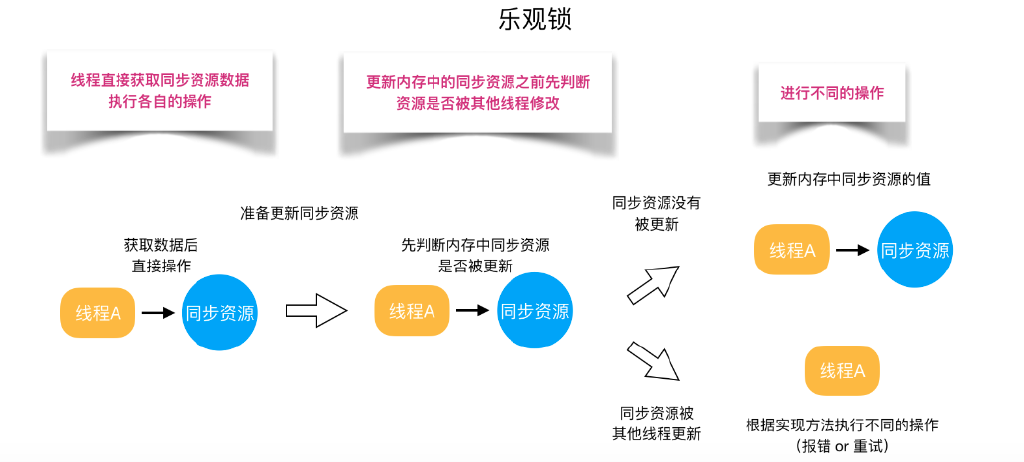 乐观锁
线程直接获取同步资源数据
执行各自的操作
更新内存中的同步资源之前先判断
资源是否被其他线程修改
进行不同的操作
准备更新同步资源
获取数据后
直接操作
线程A
同步资源
先判断内存中同步资源
是否被更新
线程A
同步资源
同步资源没有
被更新
更新内存中同步资源的值
线程A
同步资源
同步资源被
其他线程更新
线程A
根据实现方法执行不同的操作
（报错 or 重试）